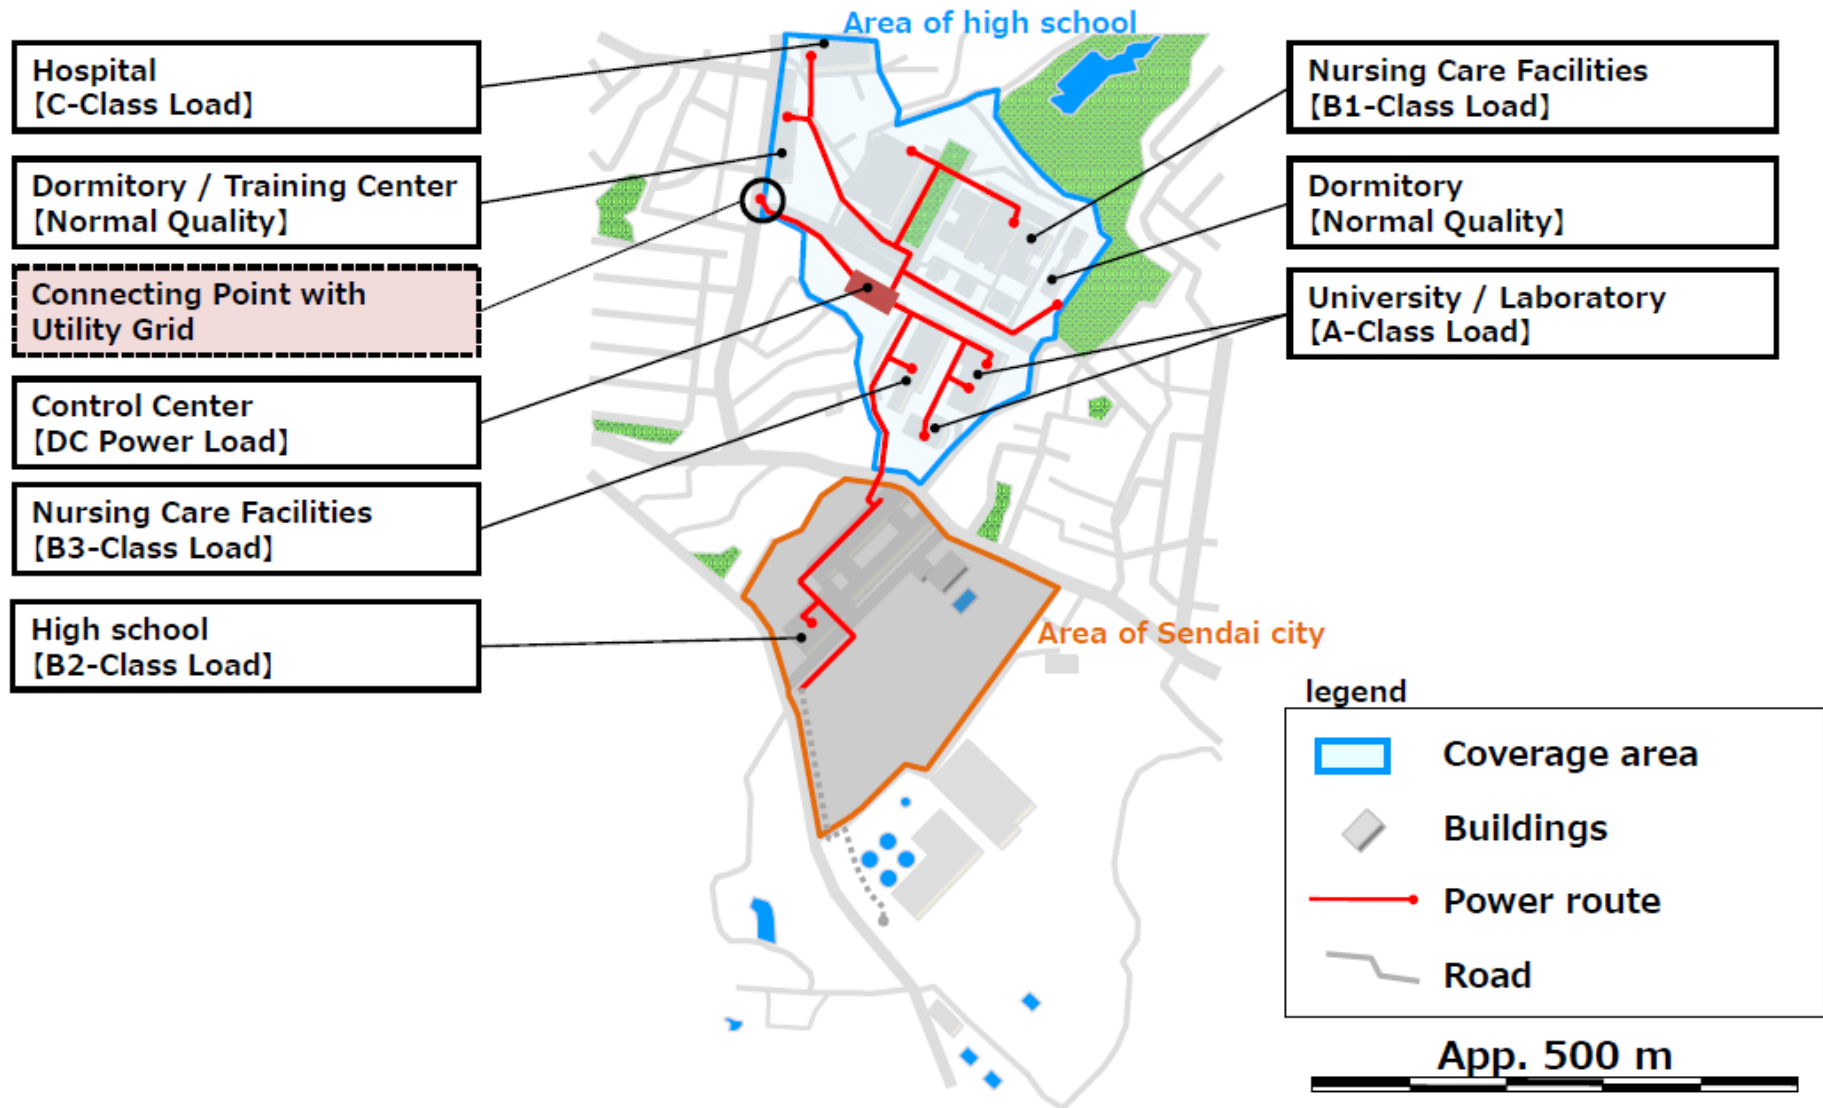 Area of high school
Hospital
【C-Class Load】
Dormitory / Training Center
【Normal Quality】
Connecting Point with
Utility Grid
Control Center
【DC Power Load】
Nursing Care Facilities
【B3-Class Load】
High school
【B2-Class Load】
Nursing Care Facilities
【B1-Class Load】
Dormitory
【Normal Quality】
University / Laboratory
【A-Class Load】
Area of Sendai city
legend
Coverage area
Buildings
Power route
Road
App. 500 m